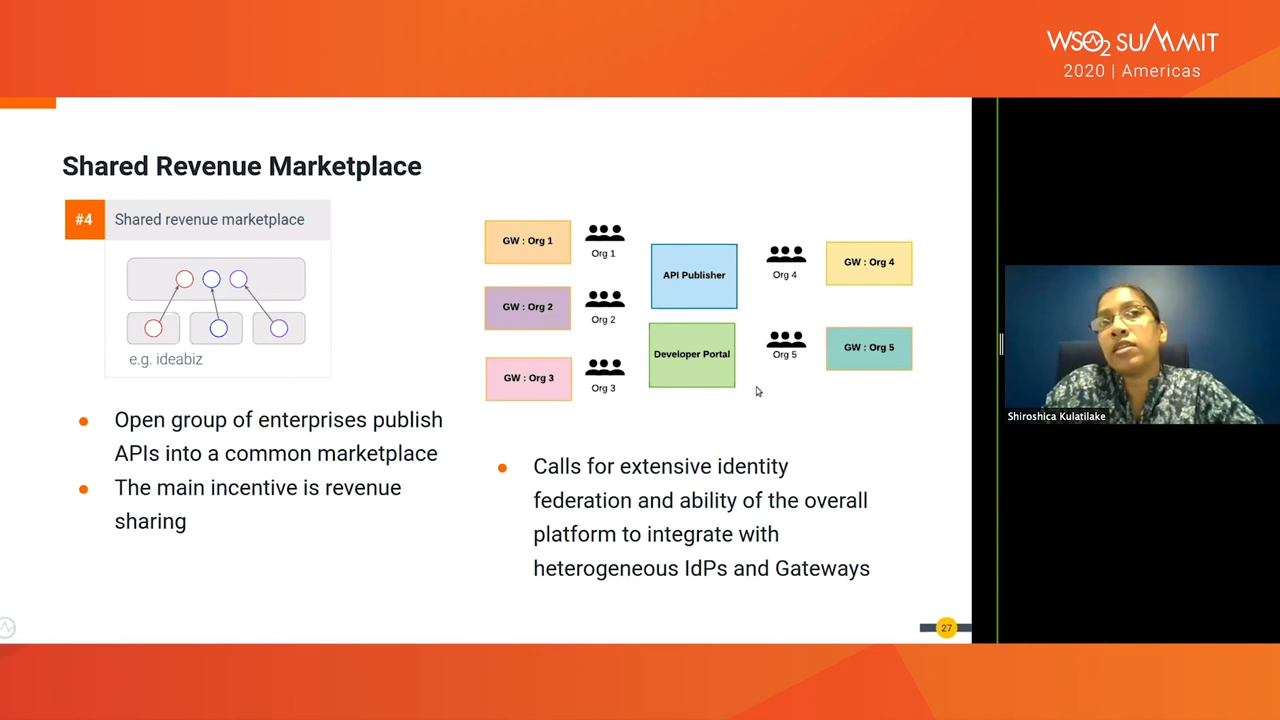 WSO2 SUMMIT
2020 | Americas
Shared Revenue Marketplace
#4 Shared revenue marketplace
e.g. ideabiz
Open group of enterprises publish
APIs into a common marketplace
The main incentive is revenue
sharing
GW : Org 1
Org 1
GW : Org 2
Org 2
GW : Org 3
Org 3
API Publisher
Developer Portal
Org 4
GW : Org 4
Org 5
GW : Org 5
Calls for extensive identity
federation and ability of the overall
platform to integrate with
heterogeneous IdPs and Gateways
27
Shiroshica Kulatilake